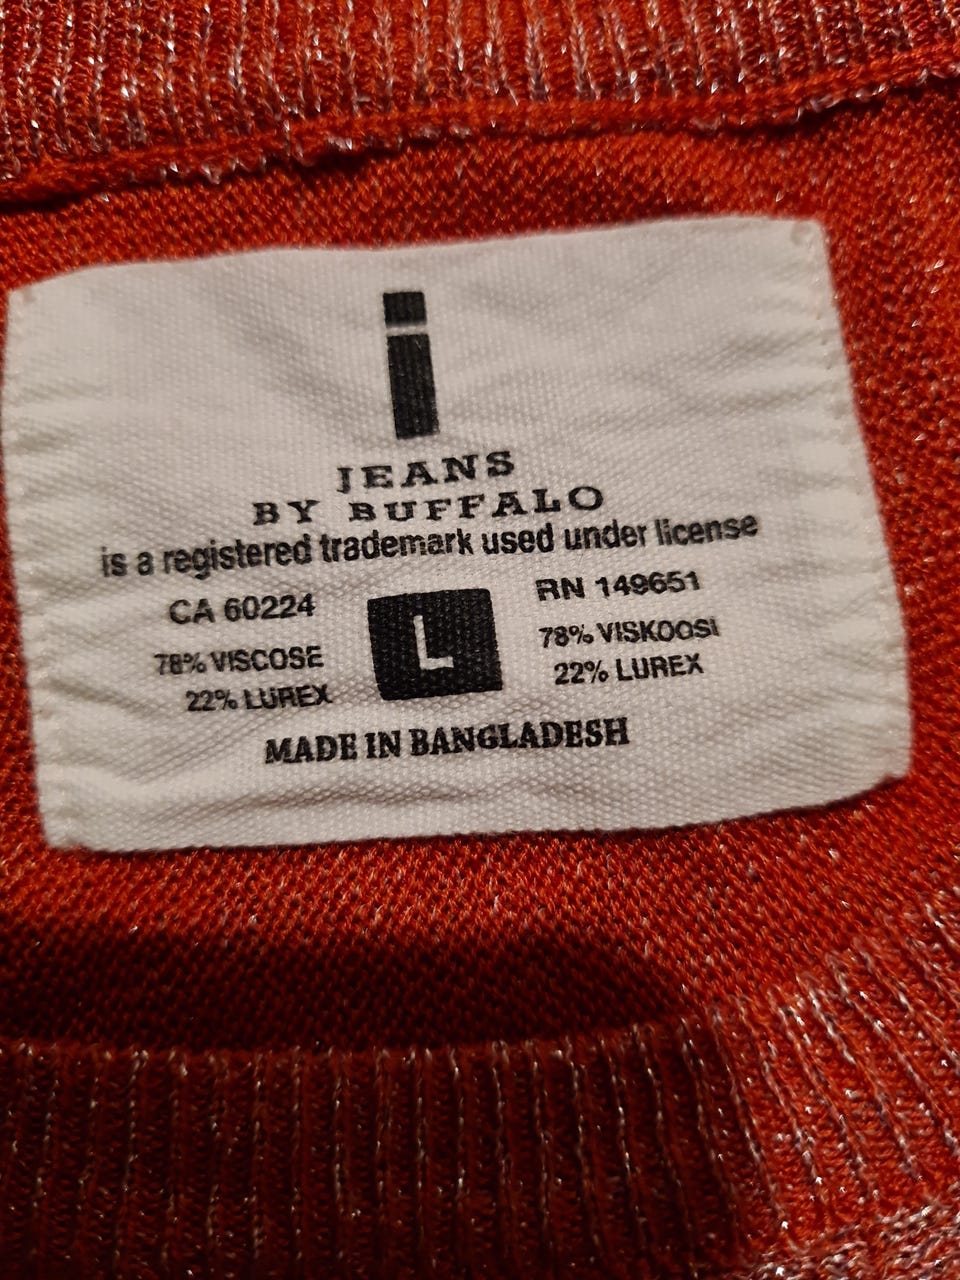 i
JEANS
BY BUFFALO
is a registered trademark used under license
CA 60224
78% VISCOSE
22% LUREX
L
RN 149651
78% VISKOOSI
22% LUREX
MADE IN BANGLADESH